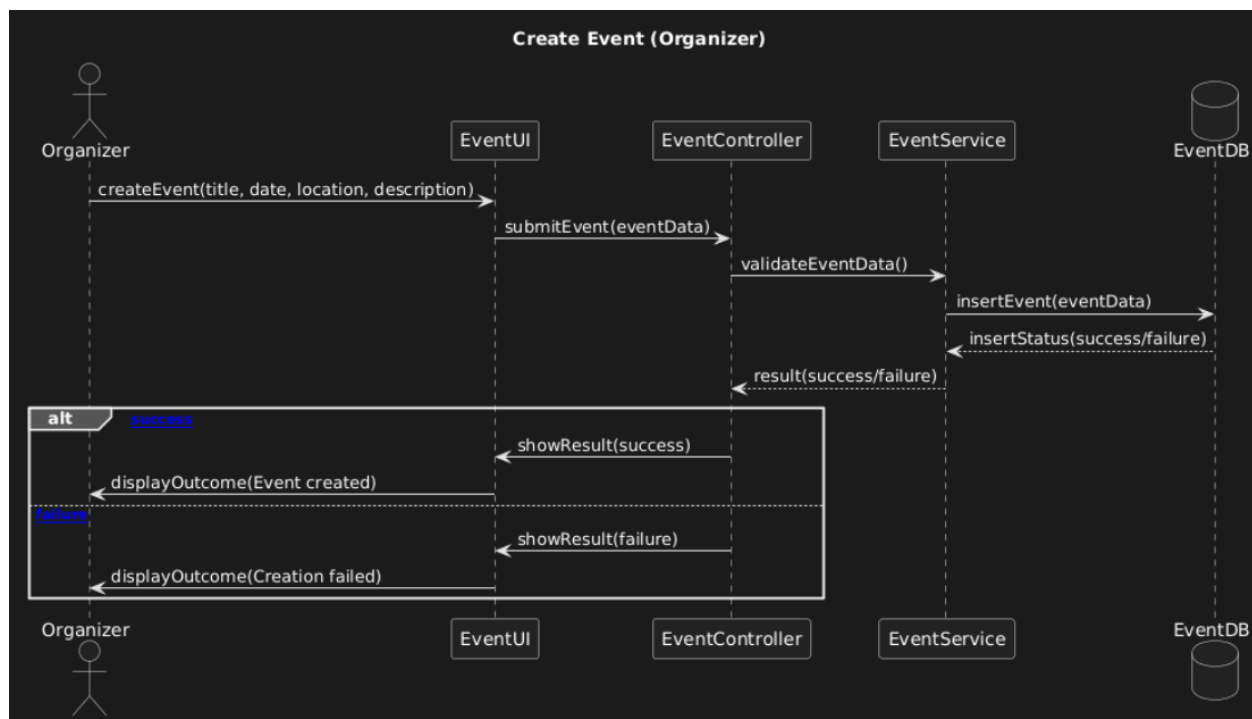 Create Event (Organizer)
Organizer
EventUI
EventController
EventService
EventDB
createEvent(title, date, location, description)
submitEvent(eventData)
validateEventData()
insertEvent(eventData)
insertStatus(success/failure)
result(success/failure)
alt
success
showResult(success)
displayOutcome(Event created)
failure
showResult(failure)
displayOutcome(Creation failed)
Organizer
EventUI
EventController
EventService
EventDB